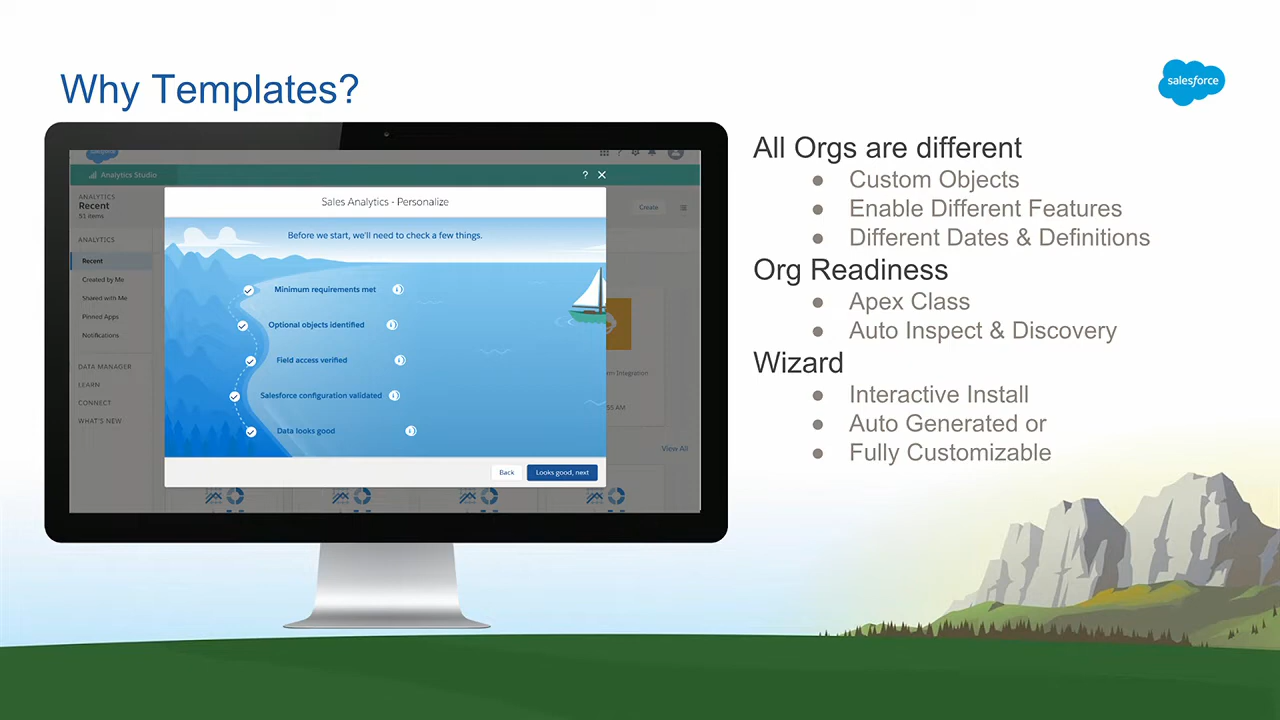 Why Templates?
salesforce
Analytics Studio
?
ANALYTICS
Recent
51 items
Create
ANALYTICS
Recent
Created by Me
Shared with Me
Pinned Apps
Notifications
DATA MANAGER
LEARN
CONNECT
WHAT'S NEW
Sales Analytics - Personalize
Before we start, we'll need to check a few things.
Minimum requirements met
Optional objects identified
Field access verified
Salesforce configuration validated
Data looks good
Integration
AM
View All
Back
Looks good, next
All Orgs are different
● Custom Objects
● Enable Different Features
● Different Dates & Definitions
Org Readiness
● Apex Class
● Auto Inspect & Discovery
Wizard
● Interactive Install
● Auto Generated or
● Fully Customizable